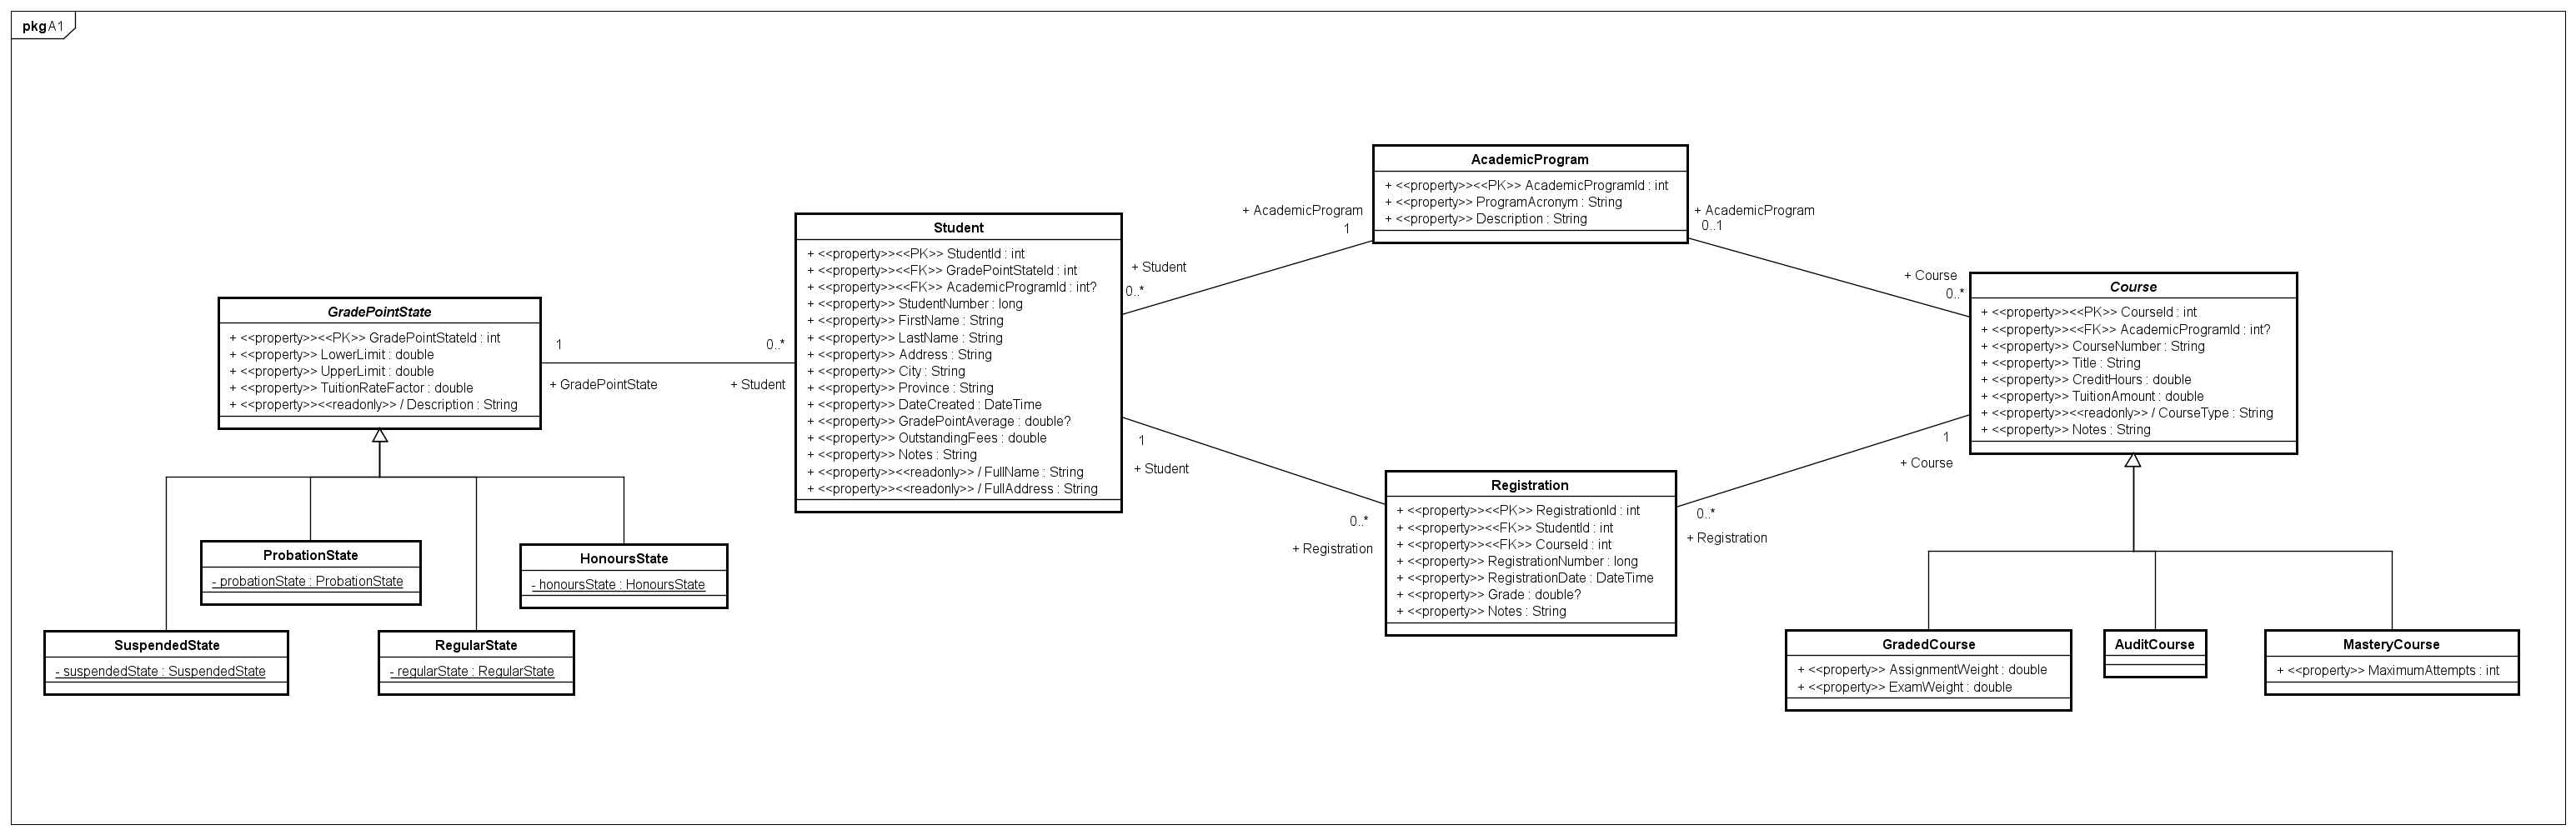 pkg A1
AcademicProgram
+ <<property>><<PK>> AcademicProgramId : int
+ <<property>> ProgramAcronym : String
+ <<property>> Description : String
+ AcademicProgram
1
+ AcademicProgram
0..1
Student
+ <<property>><<PK>> StudentId : int
+ <<property>><<FK>> GradePointStateId : int
+ <<property>><<FK>> AcademicProgramId : int?
+ <<property>> StudentNumber : long
+ <<property>> FirstName : String
+ <<property>> LastName : String
+ <<property>> Address : String
+ <<property>> City : String
+ <<property>> Province : String
+ <<property>> DateCreated : DateTime
+ <<property>> GradePointAverage : double?
+ <<property>> OutstandingFees : double
+ <<property>> Notes : String
+ <<property>><<readonly>> / FullName : String
+ <<property>><<readonly>> / FullAddress : String
+ Student
0..*
+ Course
0..*
Course
+ <<property>><<PK>> CourseId : int
+ <<property>><<FK>> AcademicProgramId : int?
+ <<property>> CourseNumber : String
+ <<property>> Title : String
+ <<property>> CreditHours : double
+ <<property>> TuitionAmount : double
+ <<property>><<readonly>> / CourseType : String
+ <<property>> Notes : String
GradePointState
+ <<property>><<PK>> GradePointStateId : int
+ <<property>> LowerLimit : double
+ <<property>> UpperLimit : double
+ <<property>> TuitionRateFactor : double
+ <<property>><<readonly>> / Description : String
1
0..*
+ GradePointState
+ Student
1
+ Student
1
+ Course
Registration
+ <<property>><<PK>> RegistrationId : int
+ <<property>><<FK>> StudentId : int
+ <<property>><<FK>> CourseId : int
+ <<property>> RegistrationNumber : long
+ <<property>> RegistrationDate : DateTime
+ <<property>> Grade : double?
+ <<property>> Notes : String
0..*
+ Registration
0..*
+ Registration
ProbationState
- probationState : ProbationState
HonoursState
- honoursState : HonoursState
SuspendedState
- suspendedState : SuspendedState
RegularState
- regularState : RegularState
GradedCourse
+ <<property>> AssignmentWeight : double
+ <<property>> ExamWeight : double
AuditCourse
MasteryCourse
+ <<property>> MaximumAttempts : int